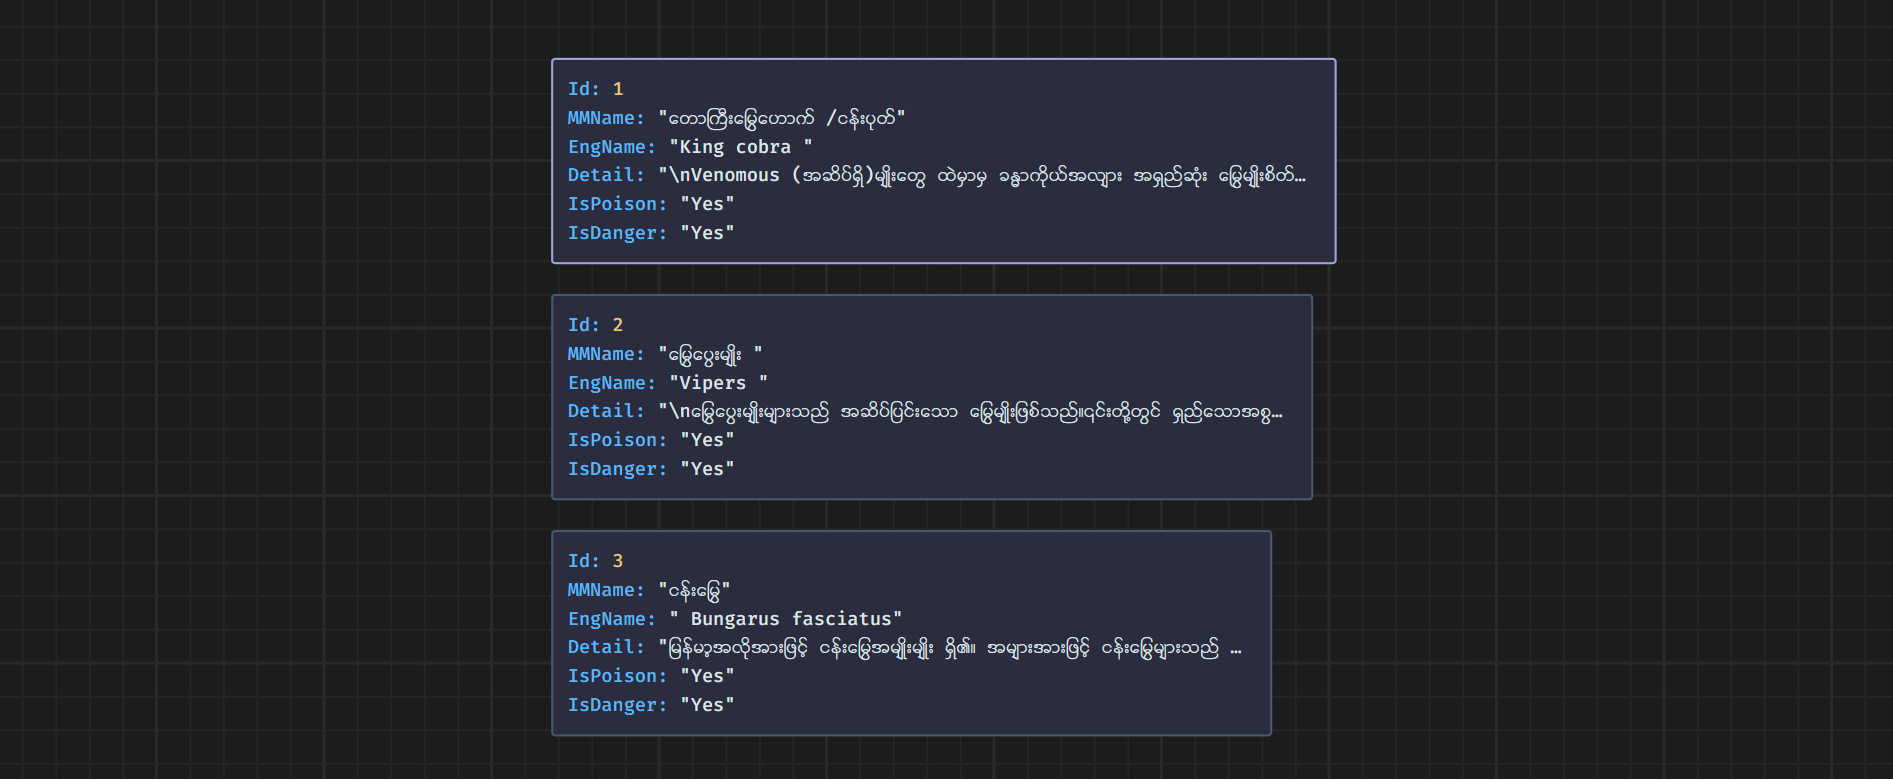 Id: 1
MMName: "တောကြီးမြွေဟောက် /ငန်းပုတ်"
EngName: "King cobra "
Detail: "\nVenomous (အဆိပ်ရှိ)မျိုးတွေ ထဲမှာမှ ခန္ဓာကိုယ်အလျား အရှည်ဆုံး မြွေမျိုးစိတ်…
IsPoison: "Yes"
IsDanger: "Yes"
Id: 2
MMName: "မြွေပွေးမျိုး "
EngName: "Vipers "
Detail: "\nမြွေပွေးမျိုးများသည် အဆိပ်ပြင်းသော မြွေမျိုးဖြစ်သည်။၎င်းတို့တွင် ရှည်သောအစွ…
IsPoison: "Yes"
IsDanger: "Yes"
Id: 3
MMName: "ငန်းမြွေ"
EngName: " Bungarus fasciatus"
Detail: "မြန်မာ့အလိုအားဖြင့် ငန်းမြွေအမျိုးမျိုး ရှိ၏။ အများအားဖြင့် ငန်းမြွေများသည် …
IsPoison: "Yes"
IsDanger: "Yes"